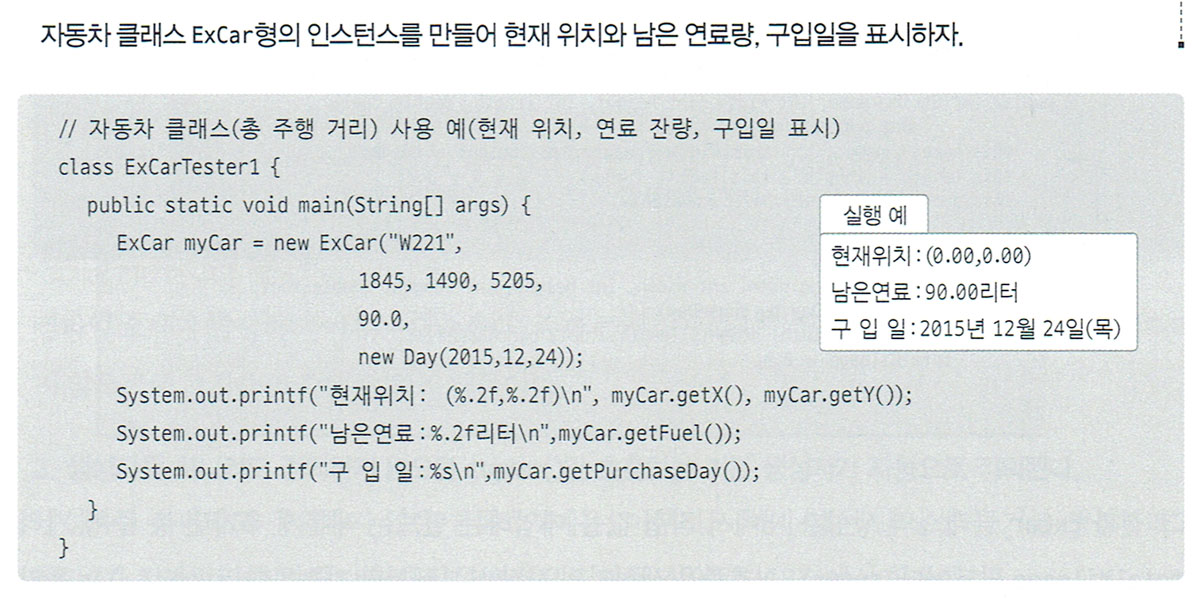 자동차 클래스 ExCar형의 인스턴스를 만들어 현재 위치와 남은 연료량, 구입일을 표시하자.
// 자동차 클래스(총 주행 거리) 사용 예(현재 위치, 연료 잔량, 구입일 표시)
class ExCarTester1 {
public static void main(String[] args) {
ExCar myCar = new ExCar("W221",
1845, 1490, 5205,
90.0,
new Day(2015,12,24));
System.out.printf("현재위치: (%.2f,%.2f)\n", myCar.getX(), myCar.getY());
System.out.printf("남은연료:%.2f리터\n",myCar.getFuel());
System.out.printf("구 입 일:%s\n",myCar.getPurchaseDay());
}
}
실행 예
현재위치:(0.00,0.00)
남은연료:90.00리터
구 입 일:2015년 12월 24일(목)